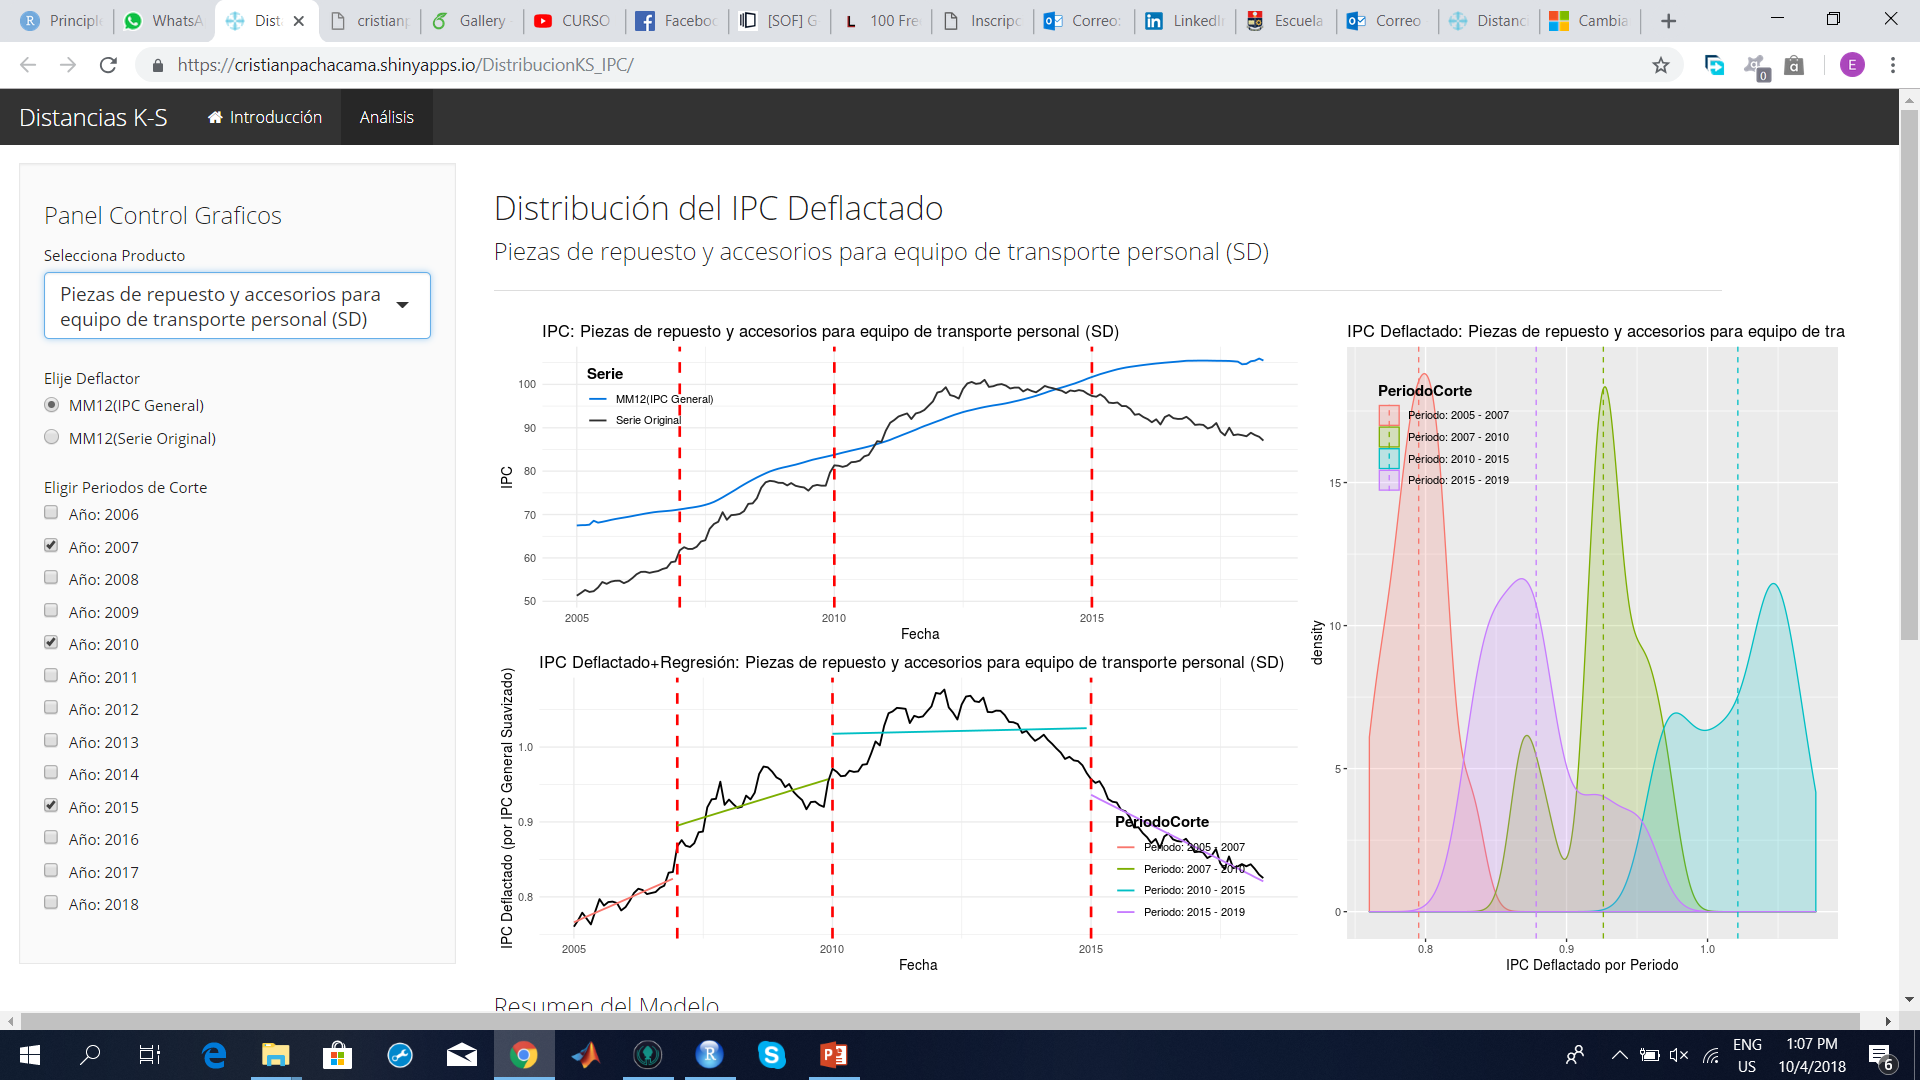 Principl
WhatsA
Dist
cristianp
Gallery
CURSO
Faceboo
[SOF] G
100 Fre
Inscripc
Correo:
LinkedI
Escuela
Correo
Distanc
Cambia
https://cristianpachacama.shinyapps.io/DistribucionKS_IPC/
0
E
Distancias K-S
Introducción
Análisis
Panel Control Graficos
Selecciona Producto
Piezas de repuesto y accesorios para
equipo de transporte personal (SD)
Elije Deflactor
MM12(IPC General)
MM12(Serie Original)
Eligir Periodos de Corte
Año: 2006
Año: 2007
Año: 2008
Año: 2009
Año: 2010
Año: 2011
Año: 2012
Año: 2013
Año: 2014
Año: 2015
Año: 2016
Año: 2017
Año: 2018
Distribución del IPC Deflactado
Piezas de repuesto y accesorios para equipo de transporte personal (SD)
IPC: Piezas de repuesto y accesorios para equipo de transporte personal (SD)
Serie
MM12(IPC General)
Serie Original
IPC
100
90
80
70
60
50
2005
2010
2015
Fecha
IPC Deflactado+Regresión: Piezas de repuesto y accesorios para equipo de transporte personal (SD)
IPC Deflactado (por IPC General Suavizado)
1.0
0.9
0.8
PeriodoCorte
Periodo: 2005 - 2007
Periodo: 2007 - 2010
Periodo: 2010 - 2015
Periodo: 2015 - 2019
2005
2010
2015
Fecha
IPC Deflactado: Piezas de repuesto y accesorios para equipo de tra
PeriodoCorte
Periodo: 2005 - 2007
Periodo: 2007 - 2010
Periodo: 2010 - 2015
Periodo: 2015 - 2019
density
15
10
5
0
0.8
0.9
1.0
IPC Deflactado por Periodo
Resumen del Modelo
ENG
US
1:07 PM
10/4/2018
6